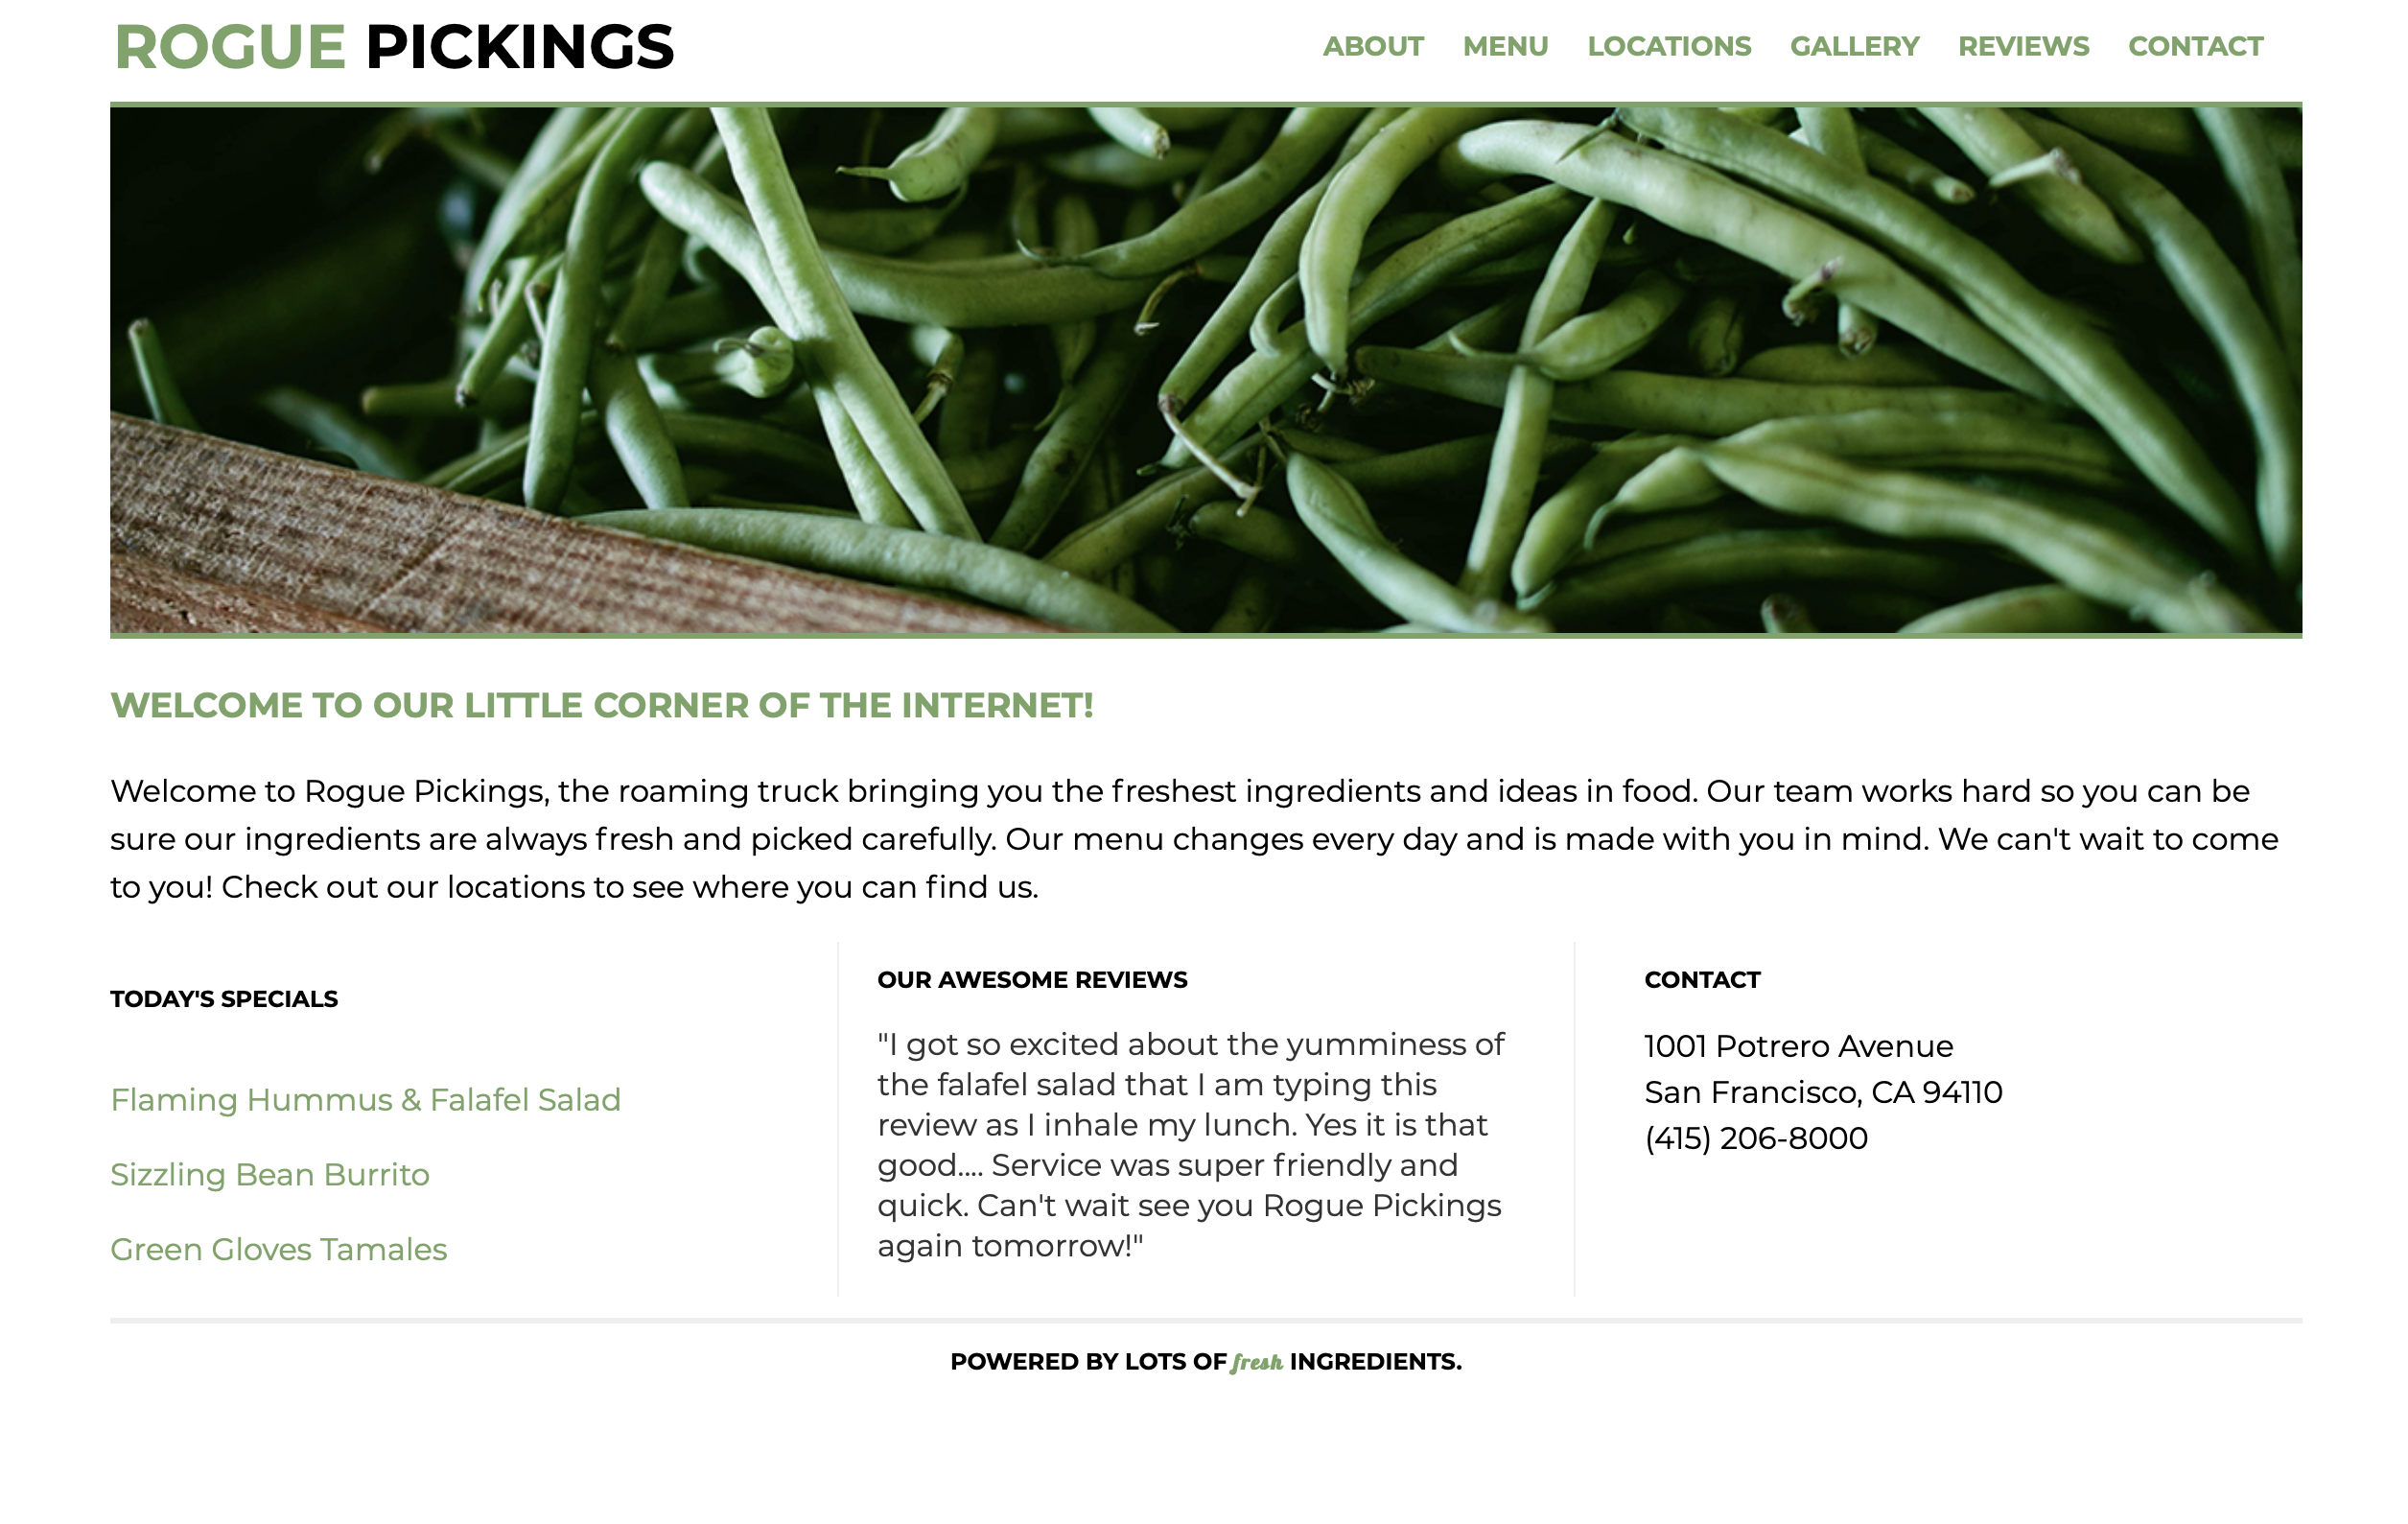 ROGUE PICKINGS
ABOUT MENU LOCATIONS GALLERY REVIEWS CONTACT
WELCOME TO OUR LITTLE CORNER OF THE INTERNET!
Welcome to Rogue Pickings, the roaming truck bringing you the freshest ingredients and ideas in food. Our team works hard so you can be
sure our ingredients are always fresh and picked carefully. Our menu changes every day and is made with you in mind. We can't wait to come
to you! Check out our locations to see where you can find us.
TODAY'S SPECIALS
Flaming Hummus & Falafel Salad
Sizzling Bean Burrito
Green Gloves Tamales
OUR AWESOME REVIEWS
"I got so excited about the yumminess of
the falafel salad that I am typing this
review as I inhale my lunch. Yes it is that
good.... Service was super friendly and
quick. Can't wait see you Rogue Pickings
again tomorrow!"
CONTACT
1001 Potrero Avenue
San Francisco, CA 94110
(415) 206-8000
POWERED BY LOTS OF fresh INGREDIENTS.